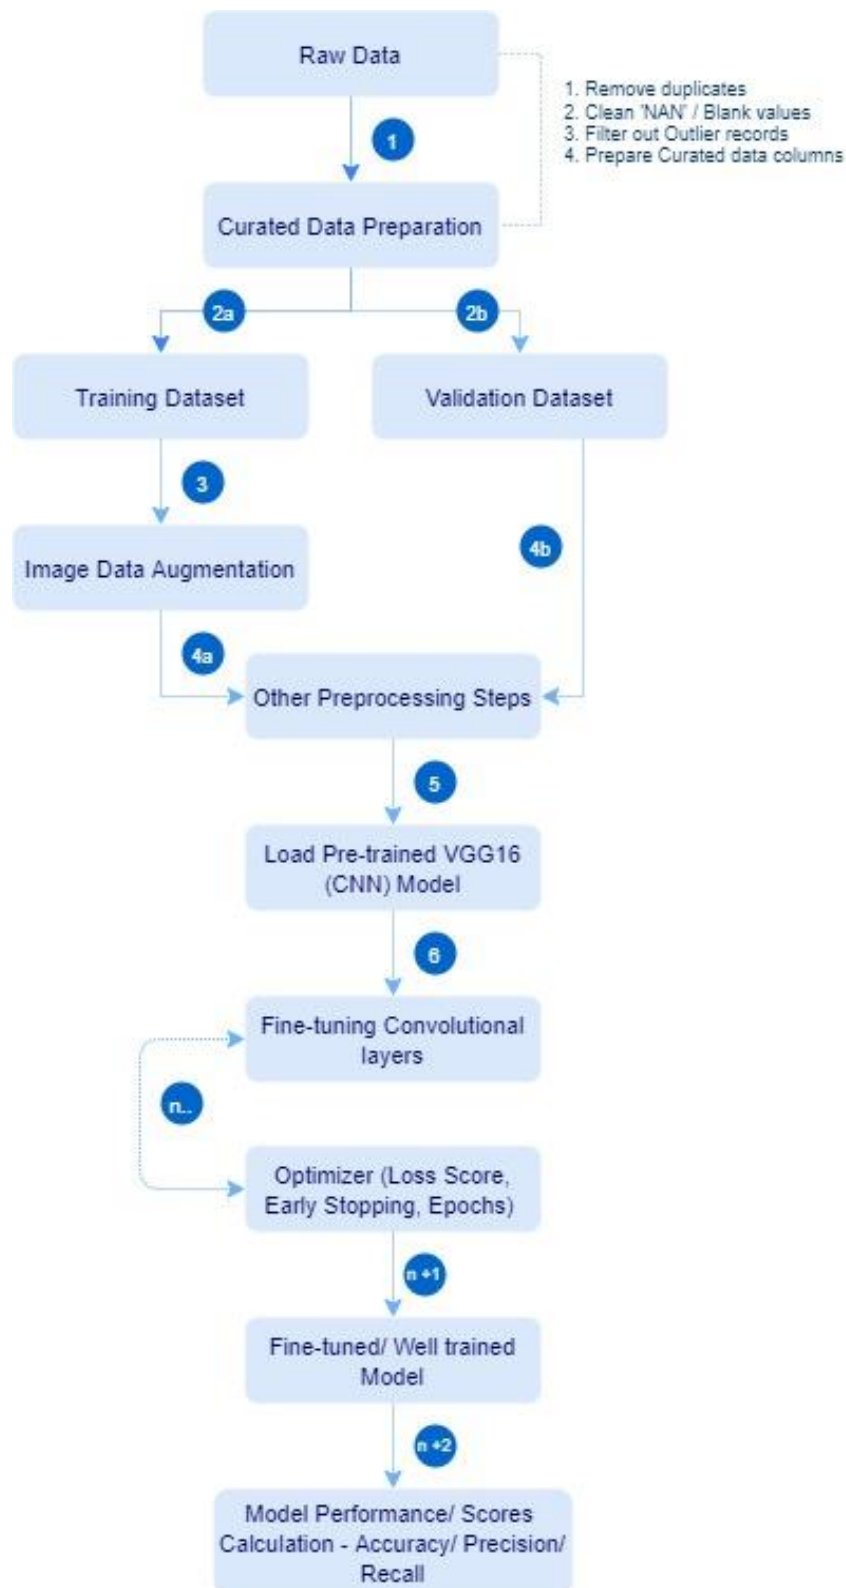 Raw Data
1. Remove duplicates
2. Clean 'NAN' / Blank values
3. Filter out Outlier records
4. Prepare Curated data columns
1
Curated Data Preparation
2a
2b
Training Dataset
Validation Dataset
3
4b
Image Data Augmentation
4a
Other Preprocessing Steps
5
Load Pre-trained VGG16
(CNN) Model
6
Fine-tuning Convolutional
layers
n..
Optimizer (Loss Score,
Early Stopping, Epochs)
n +1
Fine-tuned/ Well trained
Model
n +2
Model Performance/ Scores
Calculation - Accuracy/ Precision/
Recall